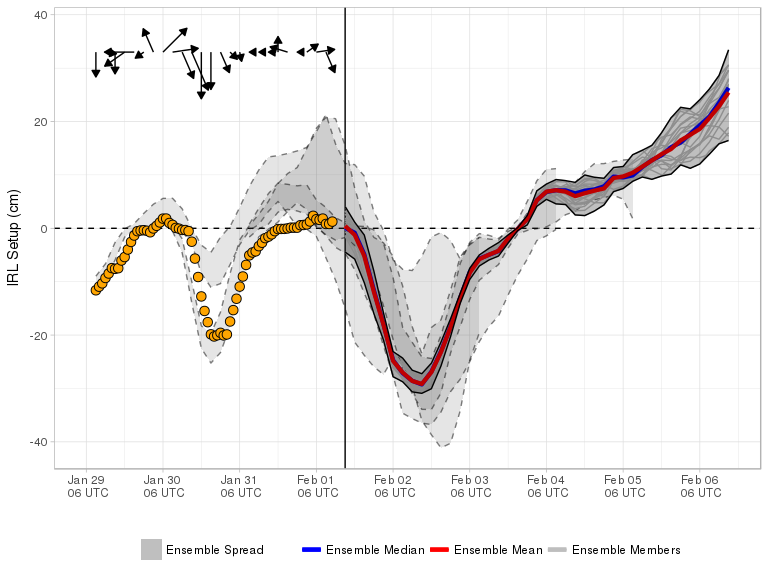 40
20
0
-20
-40
IRL Setup (cm)
Jan 29 Jan 30 Jan 31 Feb 01 Feb 02 Feb 03 Feb 04 Feb 05 Feb 06
06 UTC 06 UTC 06 UTC 06 UTC 06 UTC 06 UTC 06 UTC 06 UTC 06 UTC
Ensemble Spread Ensemble Median Ensemble Mean Ensemble Members